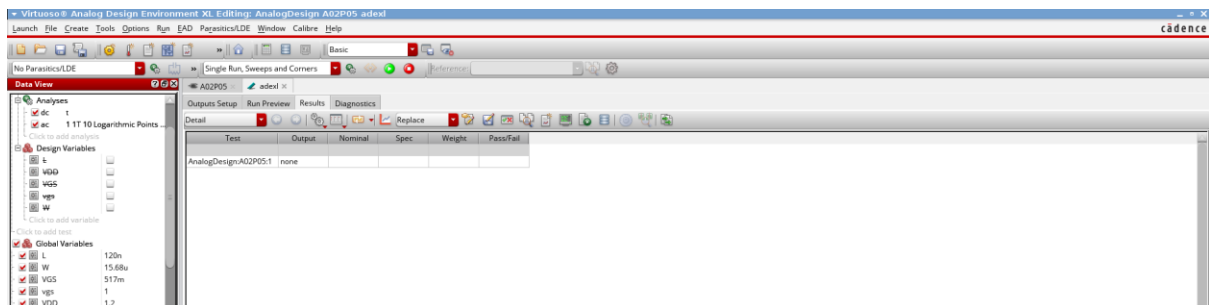 Virtuoso® Analog Design Environment XL Editing: AnalogDesign A02P05 adexl
Launch File Create Tools Options Run EAD Parasitics/LDE Window Calibre Help
cādence
Basic
No Parasitics/LDE
Single Run, Sweeps and Corners
Reference:
Data View
A02P05
adexl
Analyses
Outputs Setup Run Preview Results Diagnostics
dc t
Detail
Replace
ac 1 1T 10 Logarithmic Points ...
Click to add analysis
Test Output Nominal Spec Weight Pass/Fail
Design Variables
L
AnalogDesign:A02P05:1 none
VDD
VGS
vgs
W
Click to add variable
Click to add test
Global Variables
L 120n
W 15.68u
VGS 517m
vgs 1
VDD 1.2